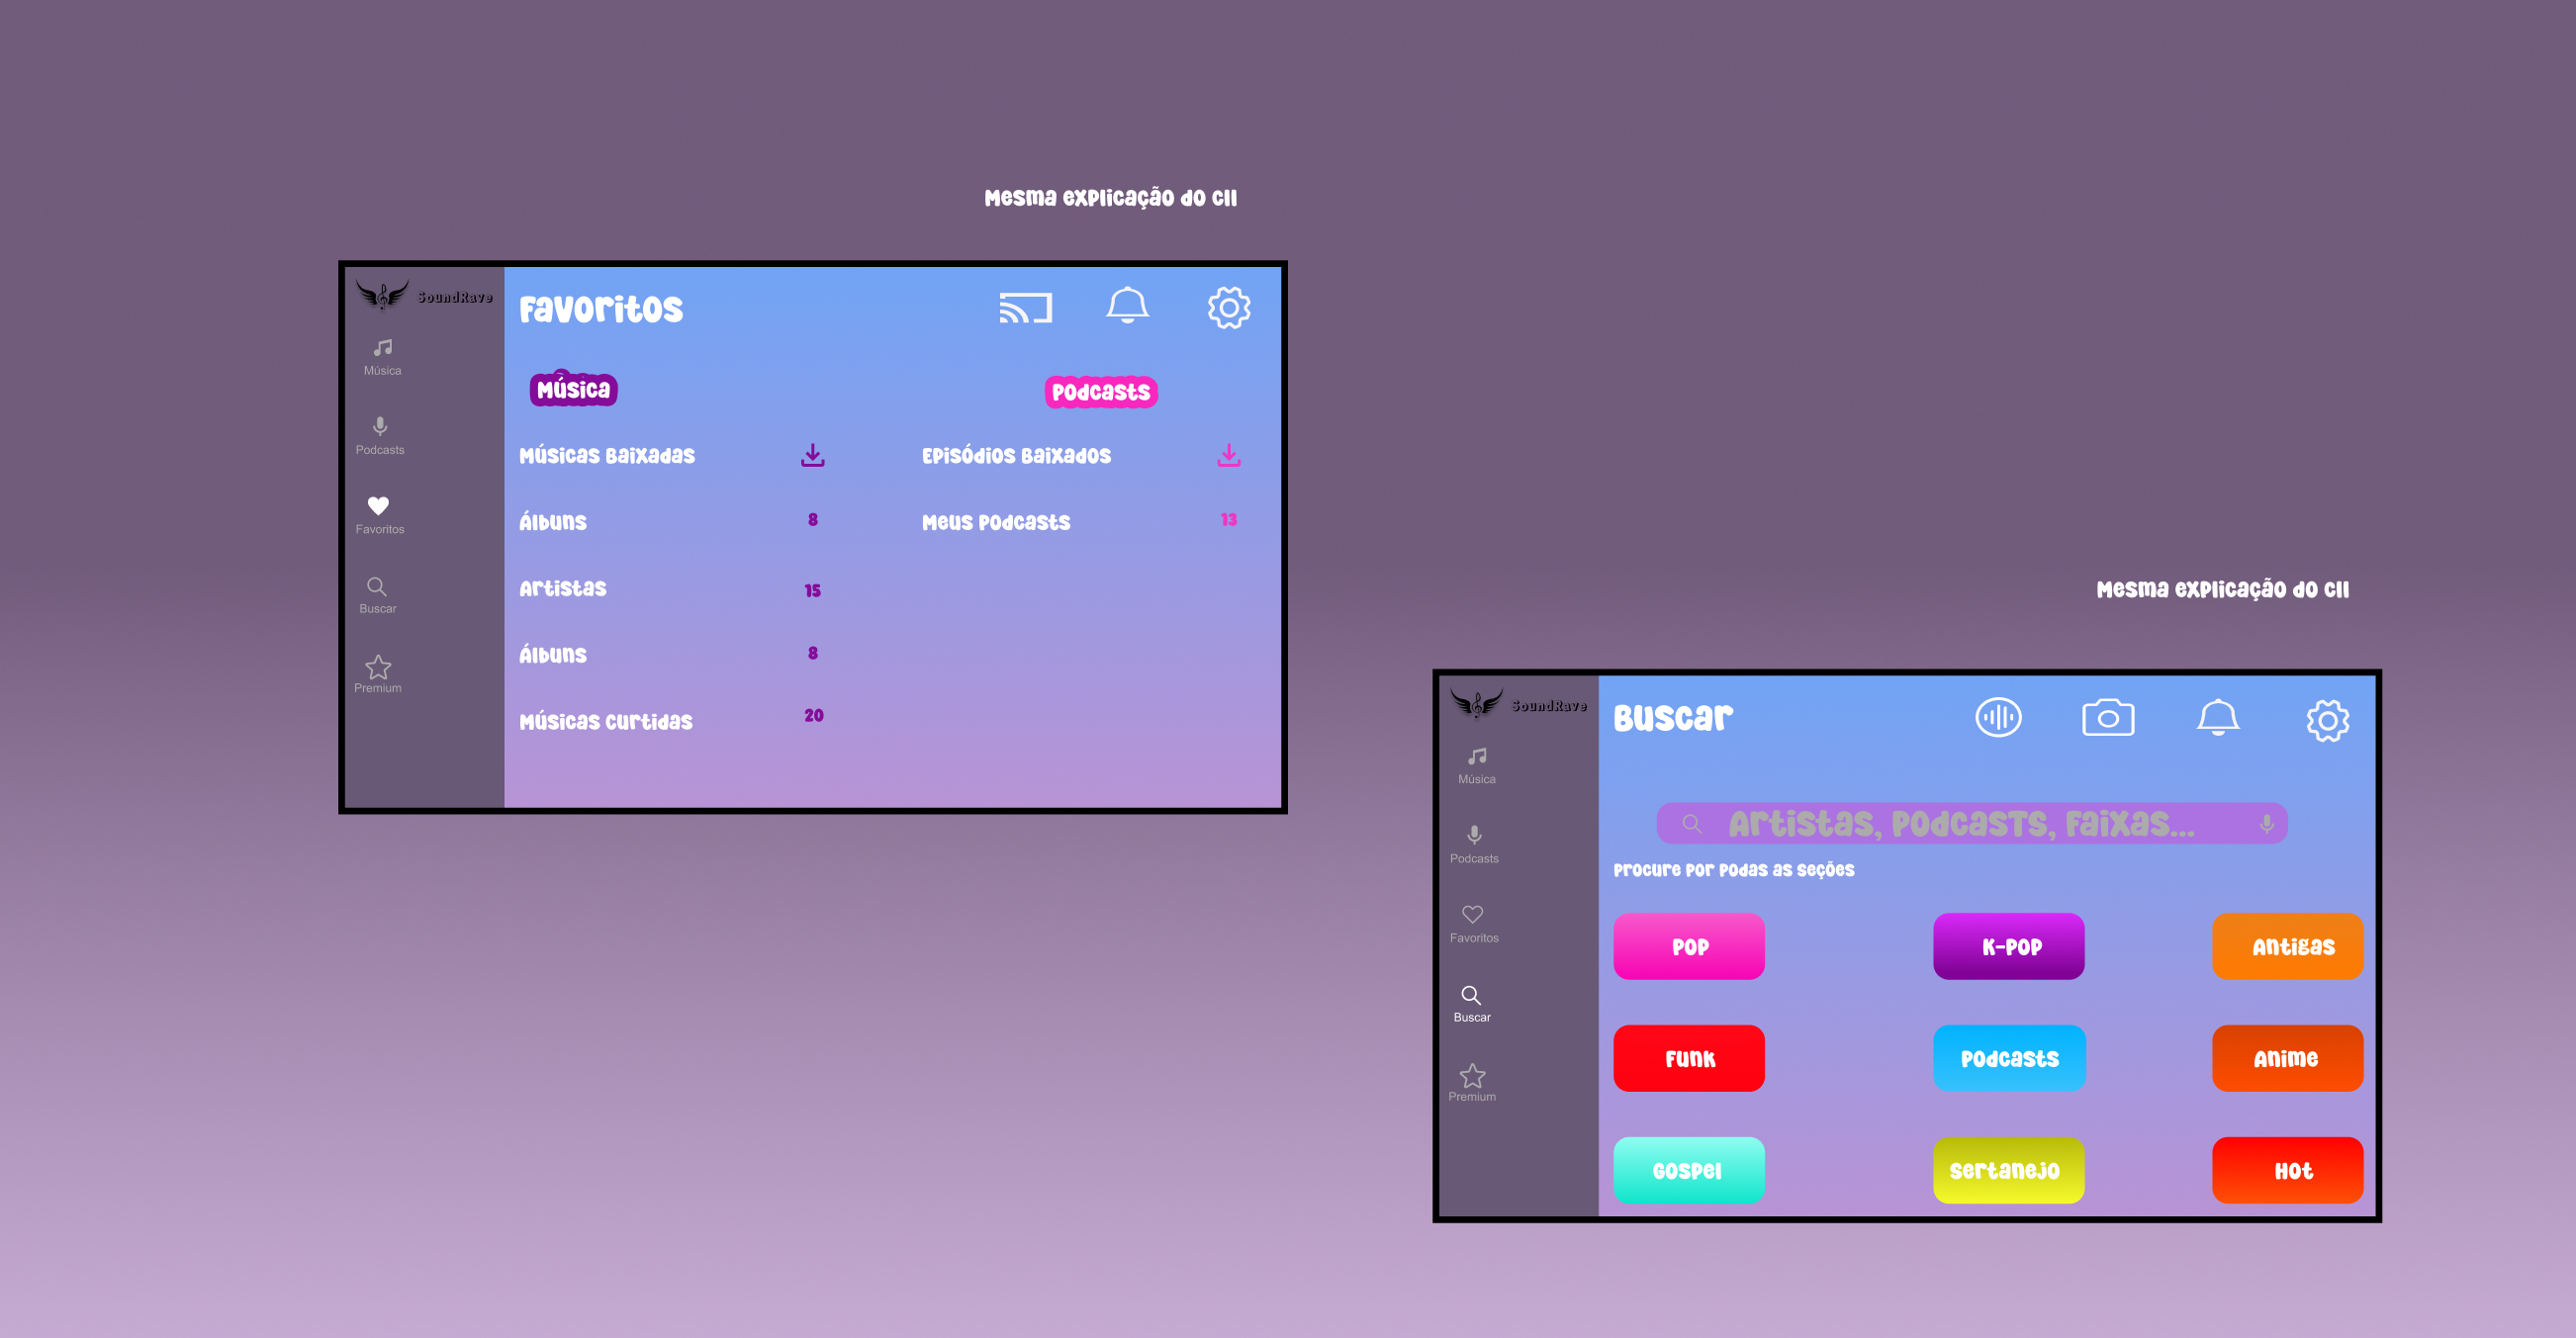 Mesma explicação do cll
SoundRave
Favoritos
Música
Podcasts
Favoritos
Buscar
Premium
Música
Podcasts
Músicas Baixadas
Episódios Baixados
Álbuns 8
Meus Podcasts 13
Artistas 15
Álbuns 8
Músicas Curtidas 20
Mesma explicação do cll
SoundRave
Buscar
Música
Podcasts
Favoritos
Buscar
Premium
Artistas, Podcasts, Faixas...
Procure por podas as seções
POP
K-POP
Antigas
Funk
Podcasts
Anime
Gospel
Sertanejo
Hot